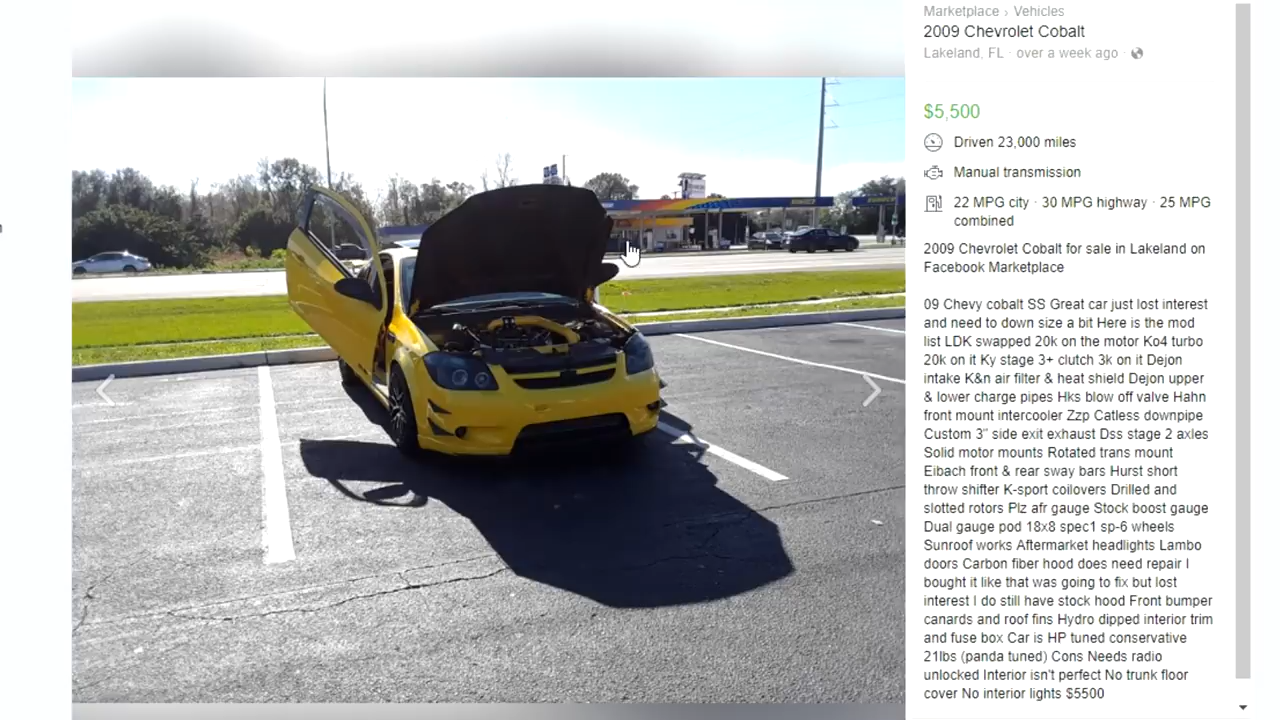 Marketplace › Vehicles
2009 Chevrolet Cobalt
Lakeland, FL · over a week ago ·
$5,500
Driven 23,000 miles
Manual transmission
22 MPG city · 30 MPG highway · 25 MPG
combined
2009 Chevrolet Cobalt for sale in Lakeland on
Facebook Marketplace
09 Chevy cobalt SS Great car just lost interest
and need to down size a bit Here is the mod
list LDK swapped 20k on the motor Ko4 turbo
20k on it Ky stage 3+ clutch 3k on it Dejon
intake K&n air filter & heat shield Dejon upper
& lower charge pipes Hks blow off valve Hahn
front mount intercooler Zzp Catless downpipe
Custom 3" side exit exhaust Dss stage 2 axles
Solid motor mounts Rotated trans mount
Eibach front & rear sway bars Hurst short
throw shifter K-sport coilovers Drilled and
slotted rotors Plz afr gauge Stock boost gauge
Dual gauge pod 18x8 spec1 sp-6 wheels
Sunroof works Aftermarket headlights Lambo
doors Carbon fiber hood does need repair I
bought it like that was going to fix but lost
interest I do still have stock hood Front bumper
canards and roof fins Hydro dipped interior trim
and fuse box Car is HP tuned conservative
21lbs (panda tuned) Cons Needs radio
unlocked Interior isn't perfect No trunk floor
cover No interior lights $5500